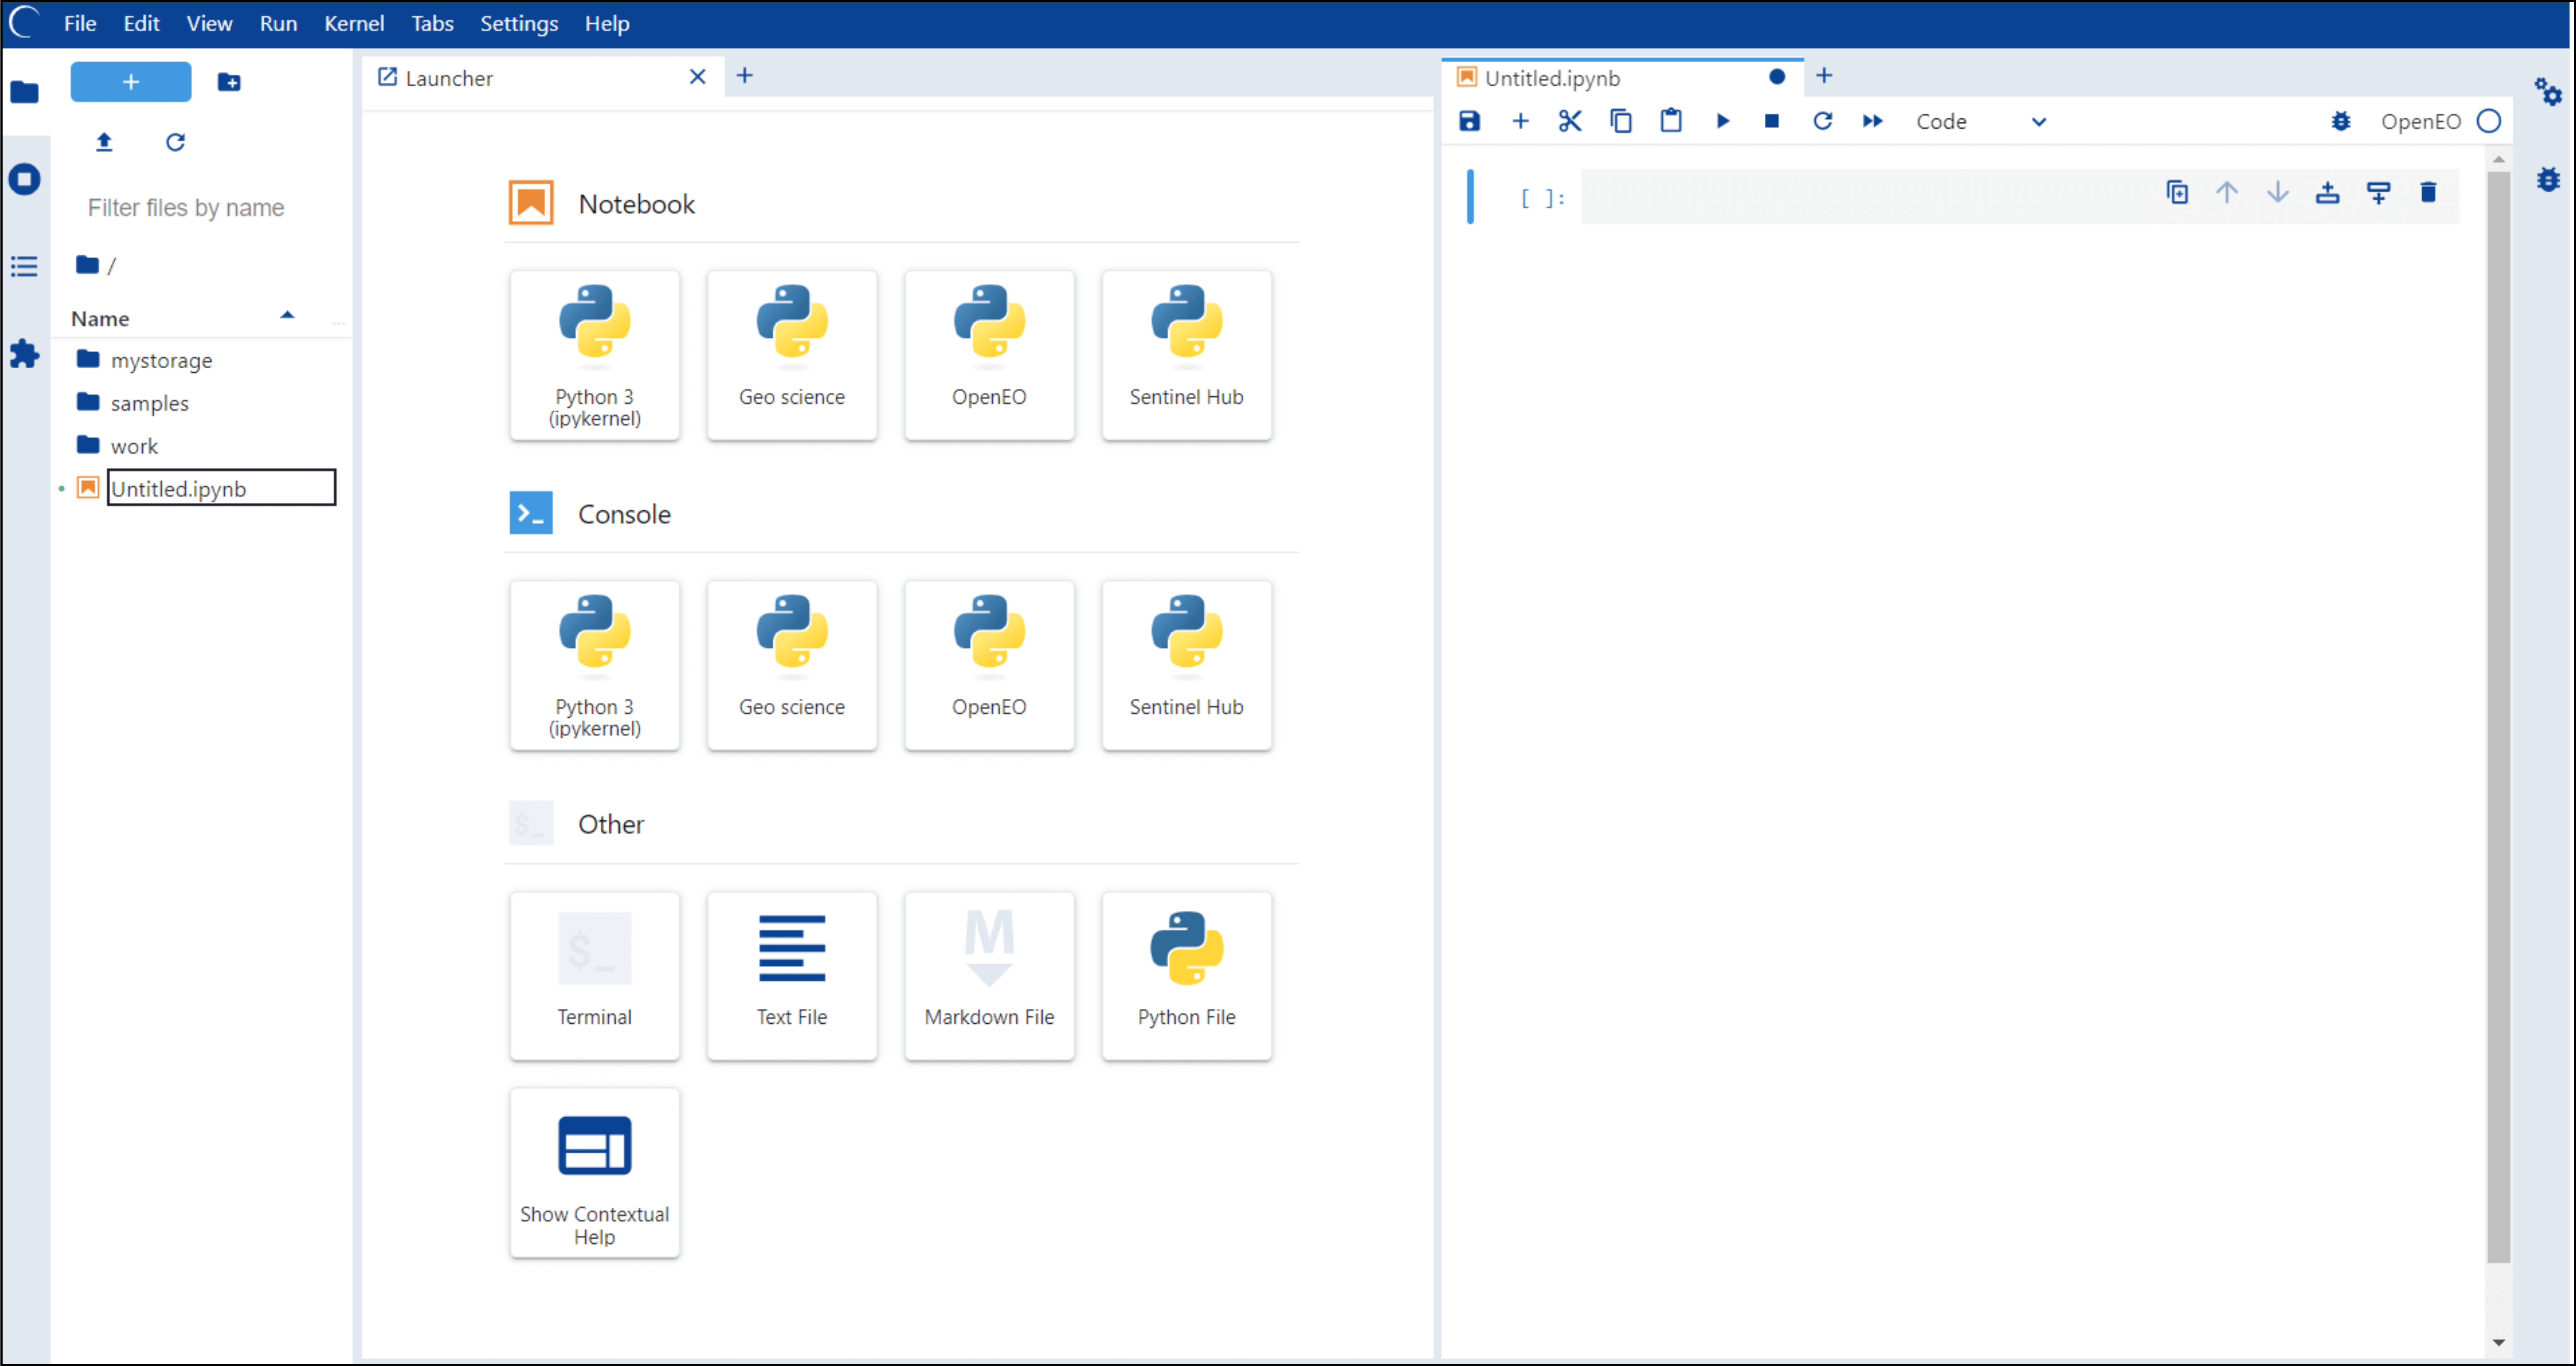 File Edit View Run Kernel Tabs Settings Help
Launcher
Untitled.ipynb
Code
OpenEO
Filter files by name
/
Name
...
mystorage
samples
work
Untitled.ipynb
[ ]:
Notebook
Python 3
(ipykernel)
Geo science
OpenEO
Sentinel Hub
Console
Python 3
(ipykernel)
Geo science
OpenEO
Sentinel Hub
$_
Other
$_
Terminal
Text File
M
Markdown File
Python File
Show Contextual
Help